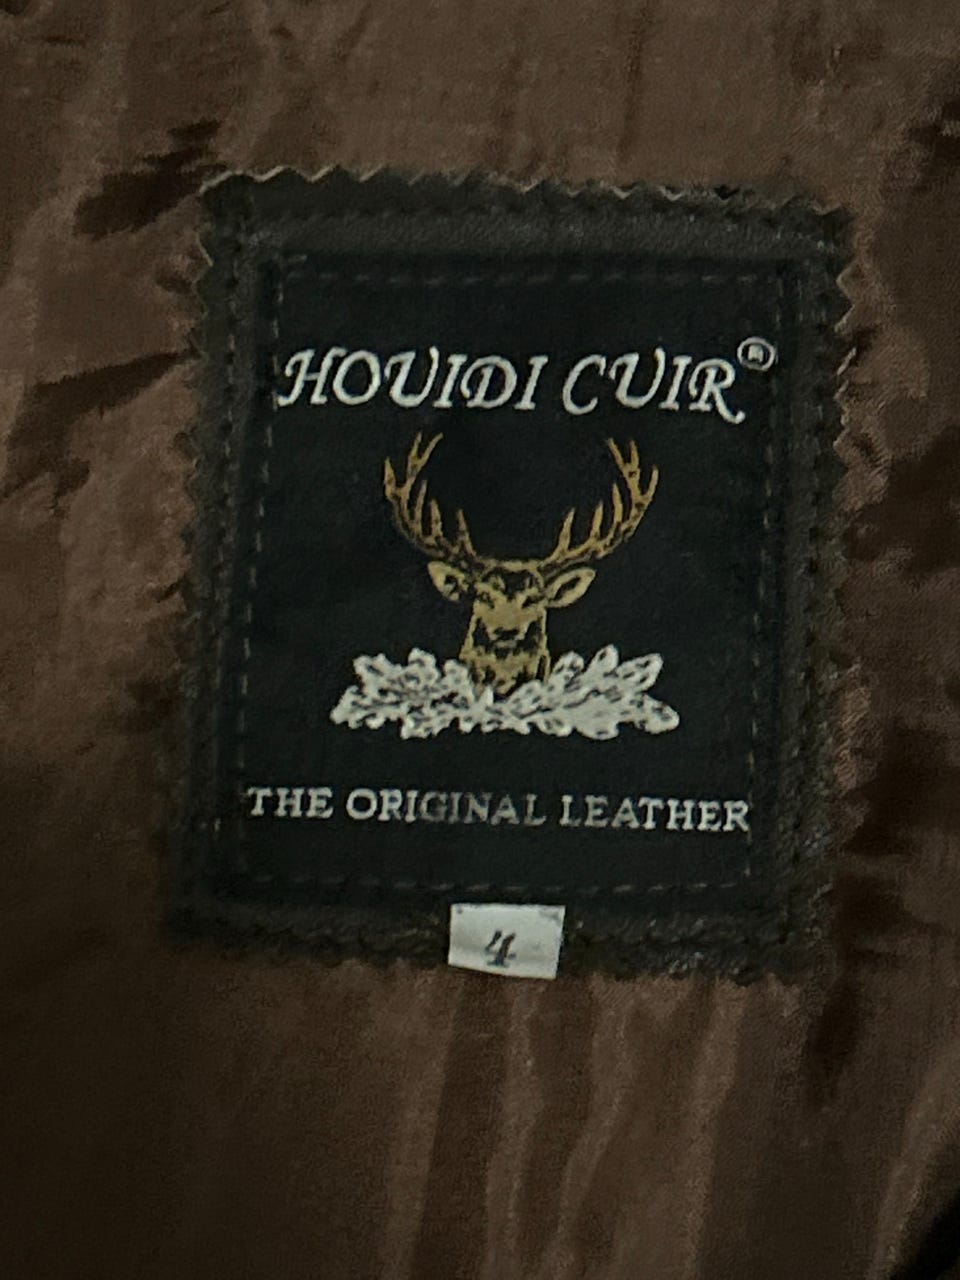 HOUIDI CUIR®
THE ORIGINAL LEATHER
4